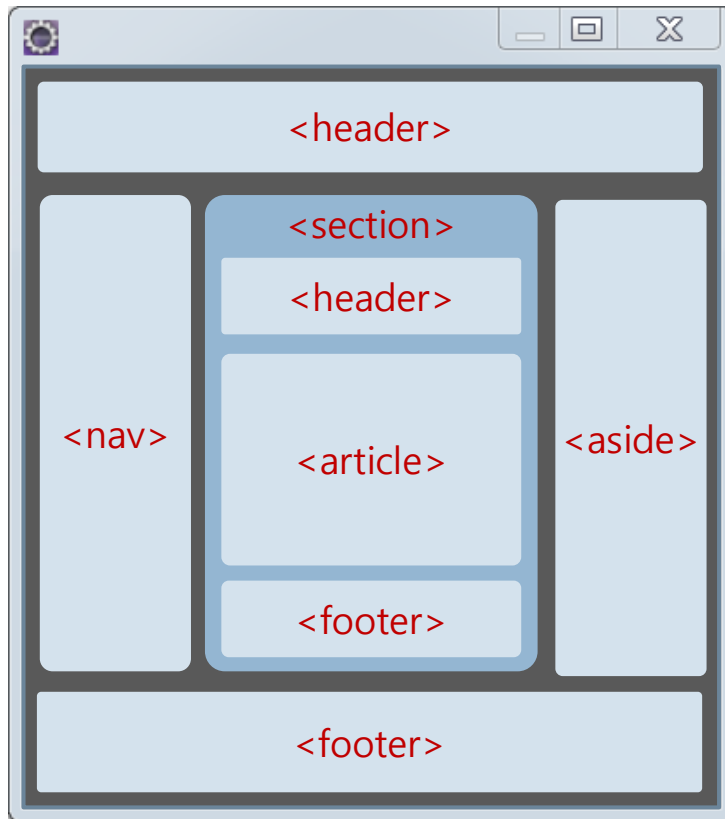 <header>
<section>
<header>
<nav>
<article>
<aside>
<footer>
<footer>